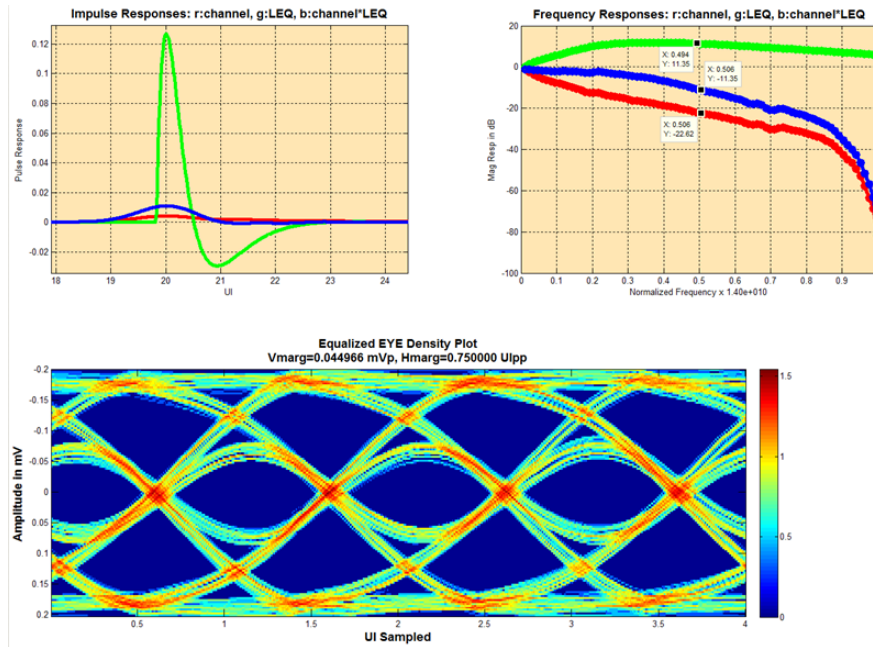 Impulse Responses: r:channel, g:LEQ, b:channel*LEQ
Pulse Response
0.12
0.1
0.08
0.06
0.04
0.02
0
-0.02
18 19 20 21 22 23 24
UI
Frequency Responses: r:channel, g:LEQ, b:channel*LEQ
Mag Resp in dB
20
0
-20
-40
-60
-80
-100
X: 0.494
Y: 11.35
X: 0.506
Y: -11.35
X: 0.506
Y: -22.62
0 0.1 0.2 0.3 0.4 0.5 0.6 0.7 0.8 0.9
Normalized Frequency x 1.40e+010
Equalized EYE Density Plot
Vmarg=0.044966 mVp, Hmarg=0.750000 UIpp
Amplitude in mV
-0.2
-0.15
-0.1
-0.05
0
0.05
0.1
0.15
0.2
0.5 1 1.5 2 2.5 3 3.5 4
UI Sampled
1.5
1
0.5
0